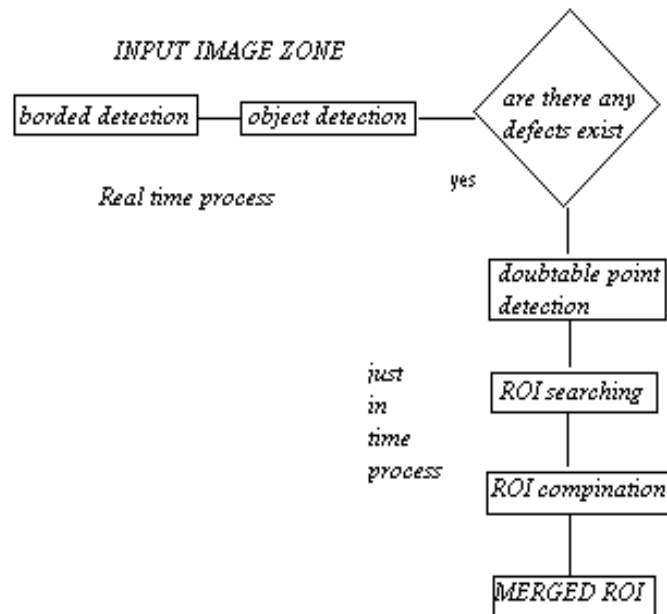 INPUT IMAGE ZONE
borded detection
object detection
are there any
defects exist
Real time process
yes
doubtable point
detection
just
in
time
process
ROI searching
ROI compination
MERGED ROI